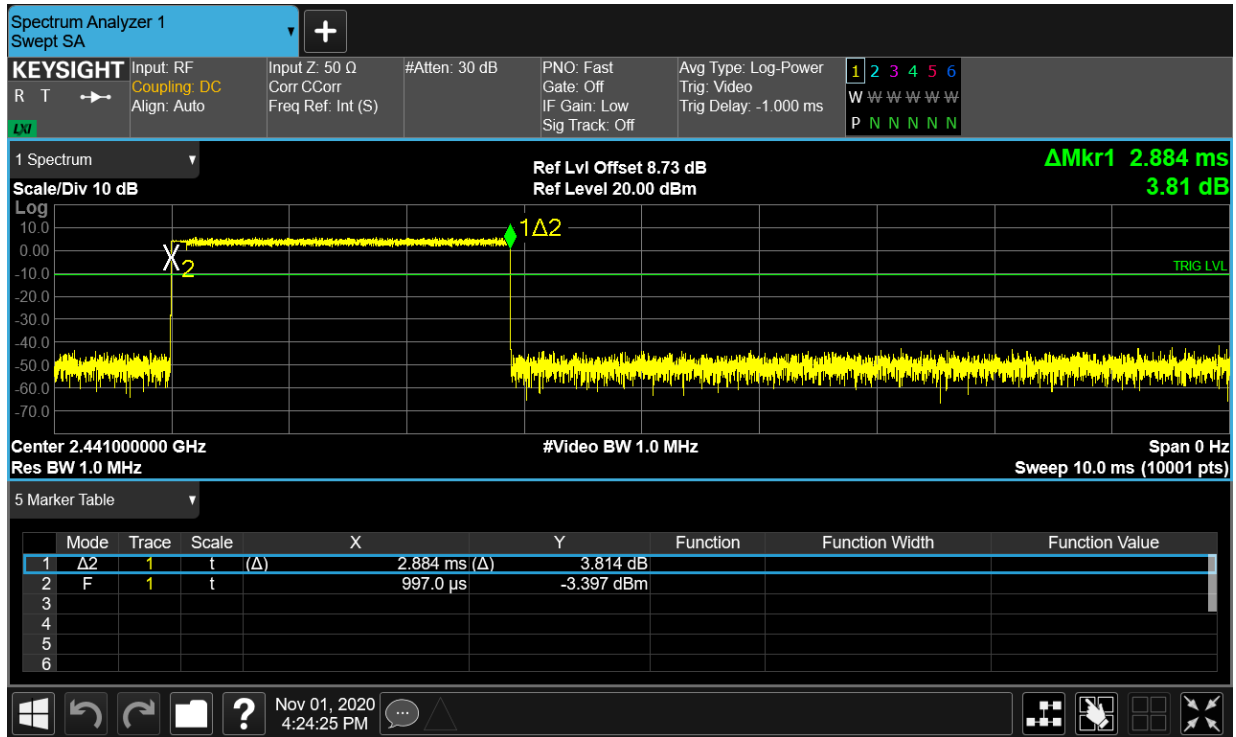 Spectrum Analyzer 1
Swept SA
KEYSIGHT Input: RF Input Z: 50 Ω #Atten: 30 dB PNO: Fast Avg Type: Log-Power 1 2 3 4 5 6
R T Coupling: DC Corr CCorr Gate: Off Trig: Video W W W W W W
Align: Auto Freq Ref: Int (S) IF Gain: Low Trig Delay: -1.000 ms
LXI Sig Track: Off P N N N N N
1 Spectrum Ref Lvl Offset 8.73 dB ΔMkr1 2.884 ms
Scale/Div 10 dB Ref Level 20.00 dBm 3.81 dB
Log
10.0 1Δ2
0.00
2
-10.0 TRIG LVL
-20.0
-30.0
-40.0
-50.0
-60.0
-70.0
Center 2.441000000 GHz #Video BW 1.0 MHz Span 0 Hz
Res BW 1.0 MHz Sweep 10.0 ms (10001 pts)
5 Marker Table
Mode Trace Scale X Y Function Function Width Function Value
1 Δ2 1 t (Δ) 2.884 ms (Δ) 3.814 dB
2 F 1 t 997.0 µs -3.397 dBm
3
4
5
6
? Nov 01, 2020
4:24:25 PM